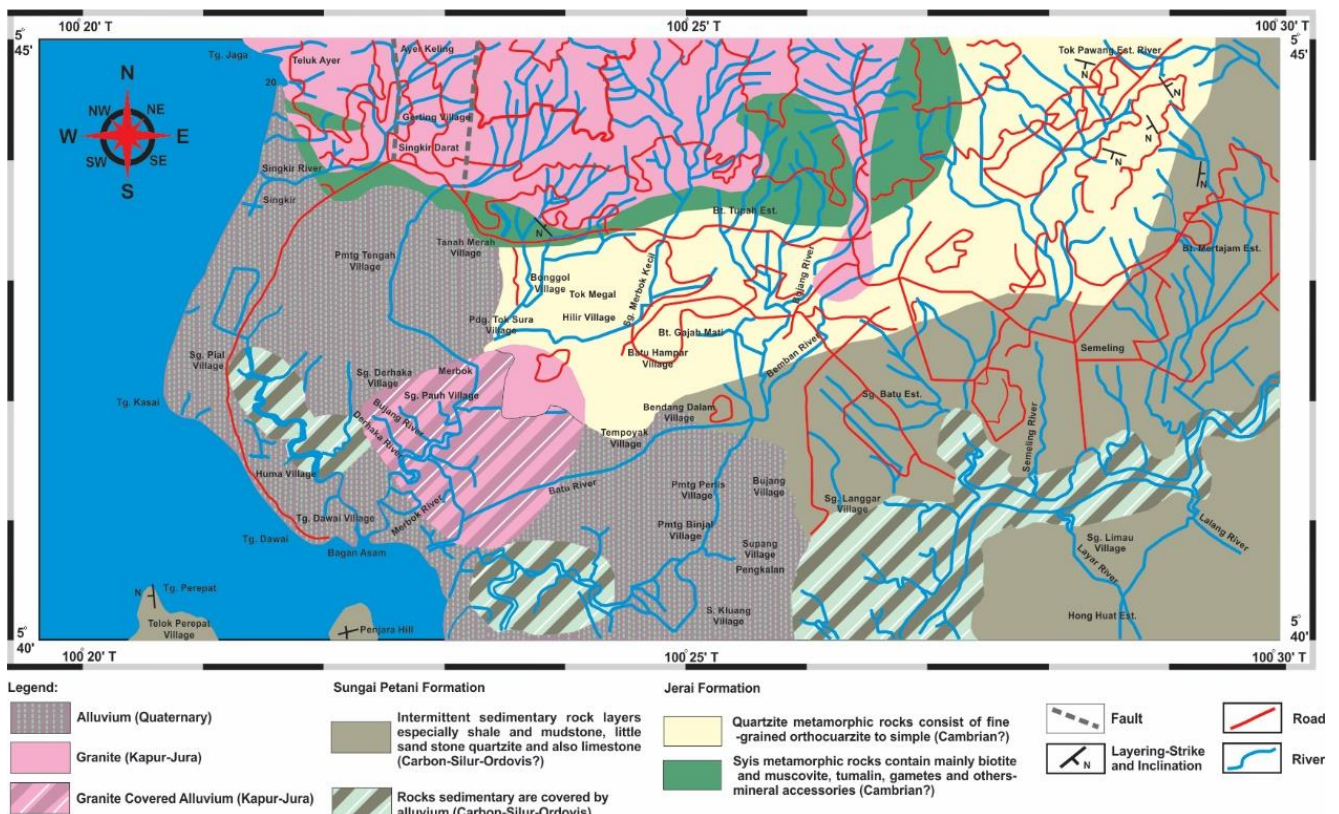 100° 20' T
100° 25' T
100° 30' T
5° 45'
5° 45'
Tg. Jaga
Teluk Ayer
Ayer Keling
Tok Pawang Est. River
N
N
N
NW
NE
W
E
SW
SE
S
20
Gerting Village
N
N
Singkir Darat
Singkir River
N
Singkir
Bt. Tupah Est.
N
Tanah Merah Village
Pmtg Tengah Village
Bt. Mertajam Est.
Bonggol Village
Tok Megal
Sg. Merbok Kecil
Bojang River
Hilir Village
Pdg. Tok Sura Village
Bt. Gajah Mati
Semeling
Sg. Pial Village
Batu Hampar Village
Bemban River
Merbok
Sg. Derhaka Village
Sg. Pauh Village
Sg. Batu Est.
Tg. Kasai
Bujang River
Bendang Dalam Village
Derhaka River
Tempoyak Village
Semeling River
Huma Village
Batu River
Pmtg Perlis Village
Bujang Village
Sg. Langgar Village
Tg. Dawai Village
Merbok River
Pmtg Binjal Village
Tg. Dawai
Lalang River
Supang Village
Sg. Limau Village
Bagan Asam
Pengkalan
Layar River
N
Tg. Perepat
S. Kluang Village
Hong Huat Est.
Telok Perepat Village
Penjara Hill
5° 40'
5° 40'
100° 20' T
100° 25' T
100° 30' T
Legend:
Alluvium (Quaternary)
Granite (Kapur-Jura)
Granite Covered Alluvium (Kapur-Jura)
Sungai Petani Formation
Intermittent sedimentary rock layers
especially shale and mudstone, little
sand stone quartzite and also limestone
(Carbon-Silur-Ordovis?)
Rocks sedimentary are covered by
alluvium (Carbon-Silur-Ordovis)
Jerai Formation
Quartzite metamorphic rocks consist of fine
-grained orthocuarzite to simple (Cambrian?)
Syis metamorphic rocks contain mainly biotite
and muscovite, tumalin, gametes and others-
mineral accessories (Cambrian?)
Fault
N
Layering-Strike
and Inclination
Road
River